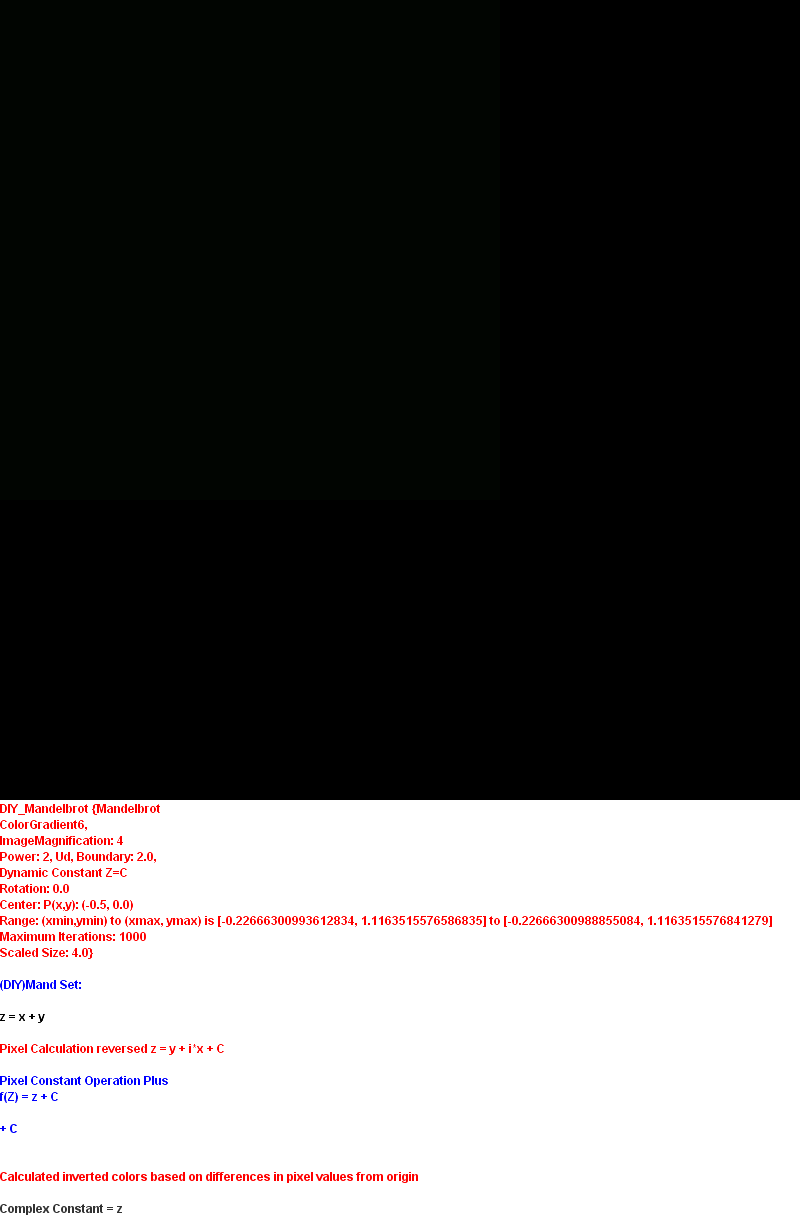 DIY_Mandelbrot {Mandelbrot
ColorGradient6,
ImageMagnification: 4
Power: 2, Ud, Boundary: 2.0,
Dynamic Constant Z=C
Rotation: 0.0
Center: P(x,y): (-0.5, 0.0)
Range: (xmin,ymin) to (xmax, ymax) is [-0.22666300993612834, 1.1163515576586835] to [-0.22666300988855084, 1.1163515576841279]
Maximum Iterations: 1000
Scaled Size: 4.0}
(DIY)Mand Set:
z = x + y
Pixel Calculation reversed z = y + i*x + C
Pixel Constant Operation Plus
f(Z) = z + C
+ C
Calculated inverted colors based on differences in pixel values from origin
Complex Constant = z